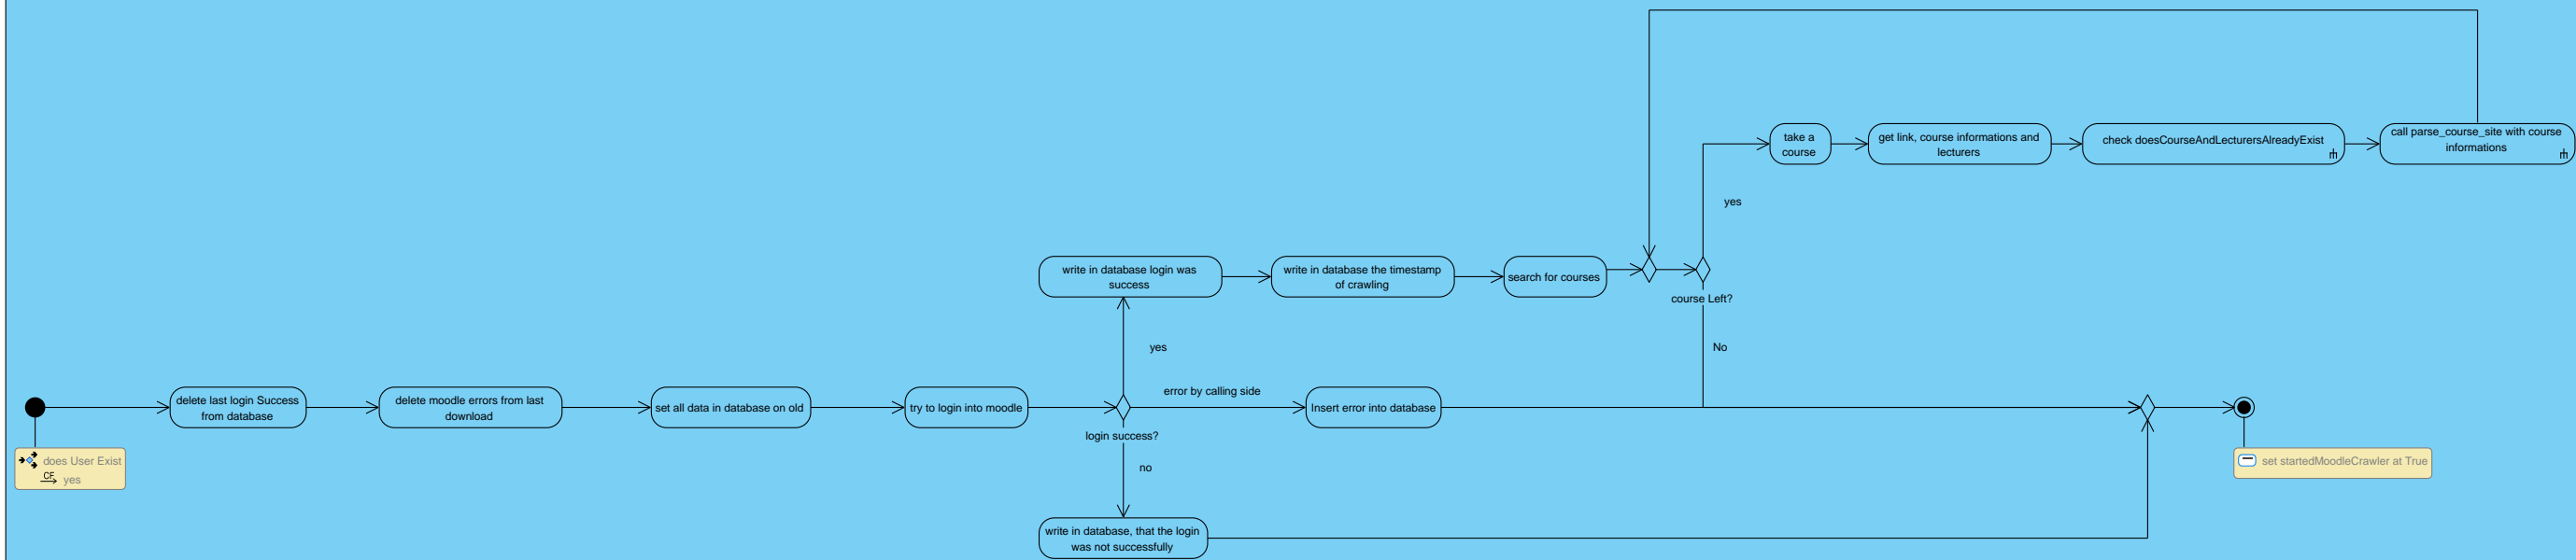 take a
course
get link, course informations and
lecturers
check doesCourseAndLecturersAlreadyExist
call parse_course_site with course
informations
yes
write in database login was
success
write in database the timestamp
of crawling
search for courses
course Left?
yes
No
delete last login Success
from database
delete moodle errors from last
download
set all data in database on old
try to login into moodle
error by calling side
Insert error into database
login success?
does User Exist
CF
yes
no
set startedMoodleCrawler at True
write in database, that the login
was not successfully